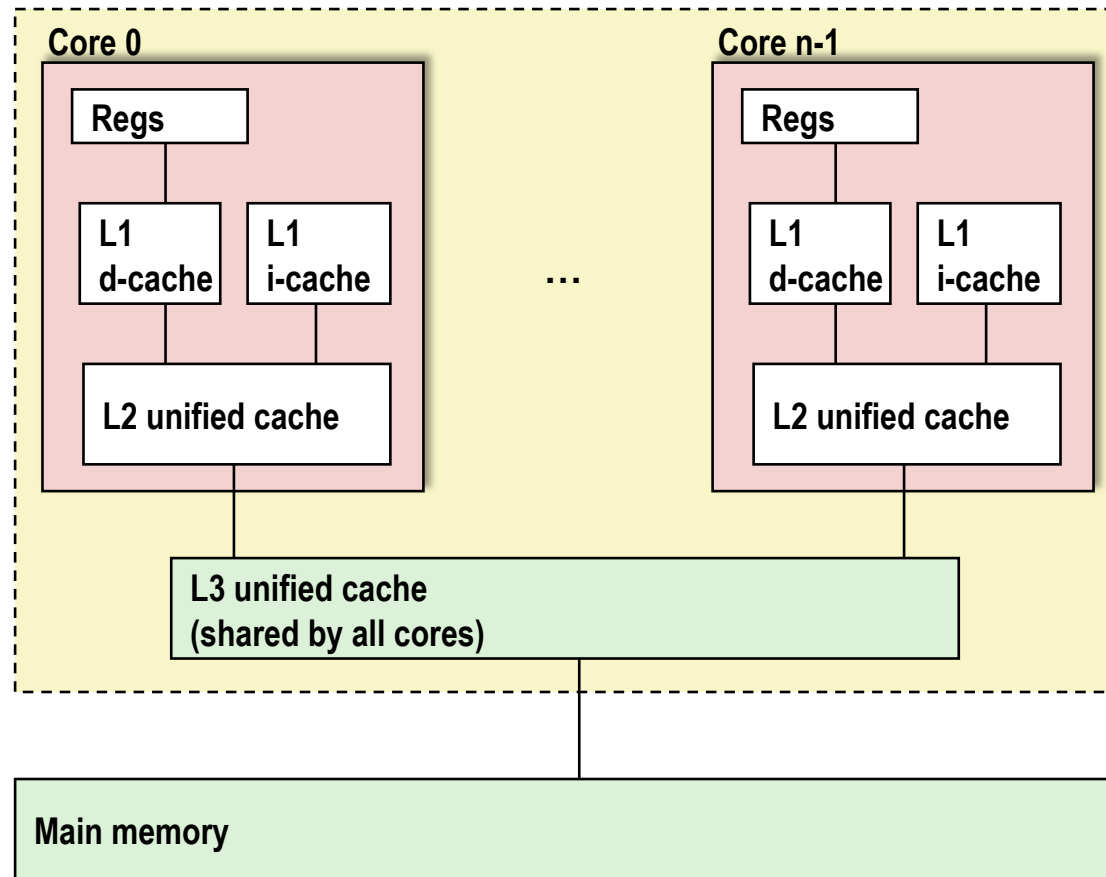 Core 0
Regs
L1
d-cache
L1
i-cache
L2 unified cache
…
Core n-1
Regs
L1
d-cache
L1
i-cache
L2 unified cache
L3 unified cache
(shared by all cores)
Main memory